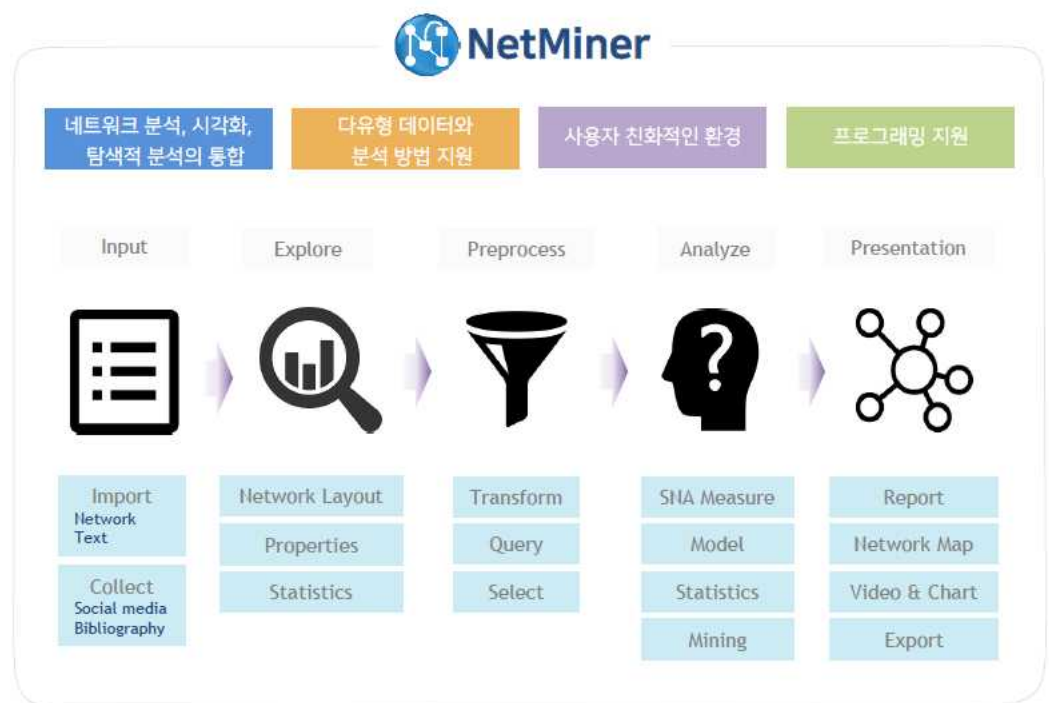 NetMiner
네트워크 분석, 시각화,
탐색적 분석의 통합
다유형 데이터와
분석 방법 지원
사용자 친화적인 환경
프로그래밍 지원
Input
Explore
Preprocess
Analyze
Presentation
?
Import
Network
Text
Collect
Social media
Bibliography
Network Layout
Properties
Statistics
Transform
Query
Select
SNA Measure
Model
Statistics
Mining
Report
Network Map
Video & Chart
Export